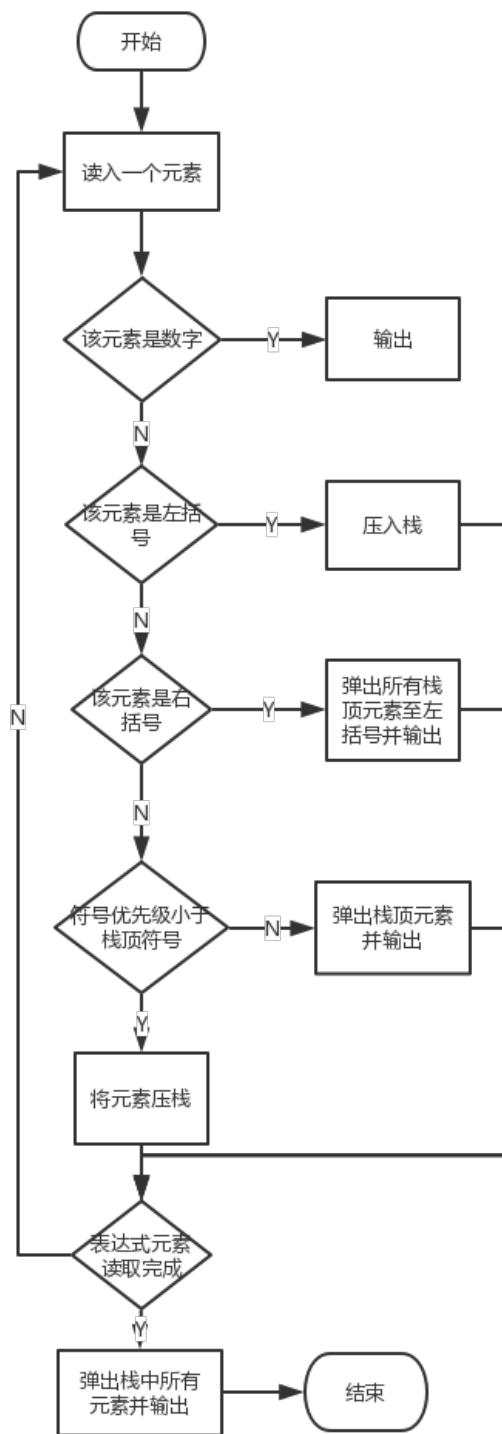 开始
读入一个元素
该元素是数字
Y
输出
N
该元素是左括
号
Y
压入栈
N
该元素是右
括号
Y
弹出所有栈
顶元素至左
括号并输出
N
N
符号优先级小于
栈顶符号
N
弹出栈顶元素
并输出
Y
将元素压栈
表达式元素
读取完成
Y
弹出栈中所有
元素并输出
结束